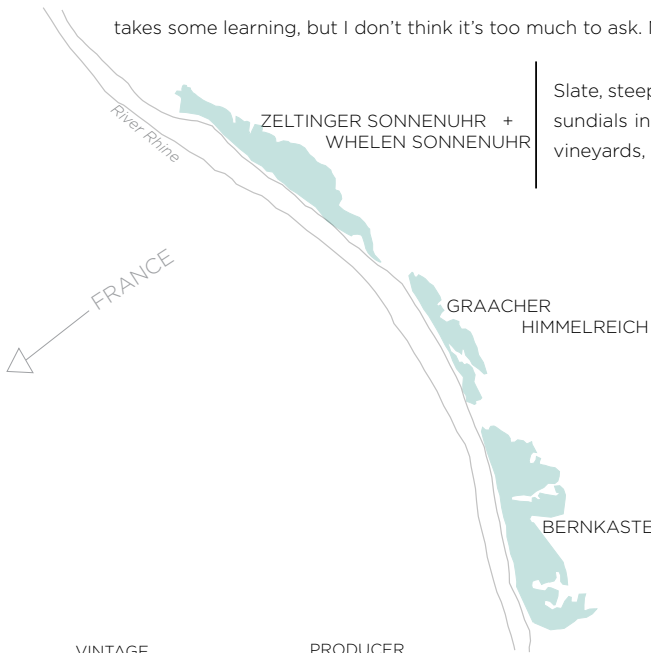 takes some learning, but I don't think it's too much to ask.
Slate, steep
sundials in
vineyards,
River Rhine
ZELTINGER SONNENUHR +
WHELEN SONNENUHR
FRANCE
GRAACHER
HIMMELREICH
BERNKASTE
VINTAGE
PRODUCER